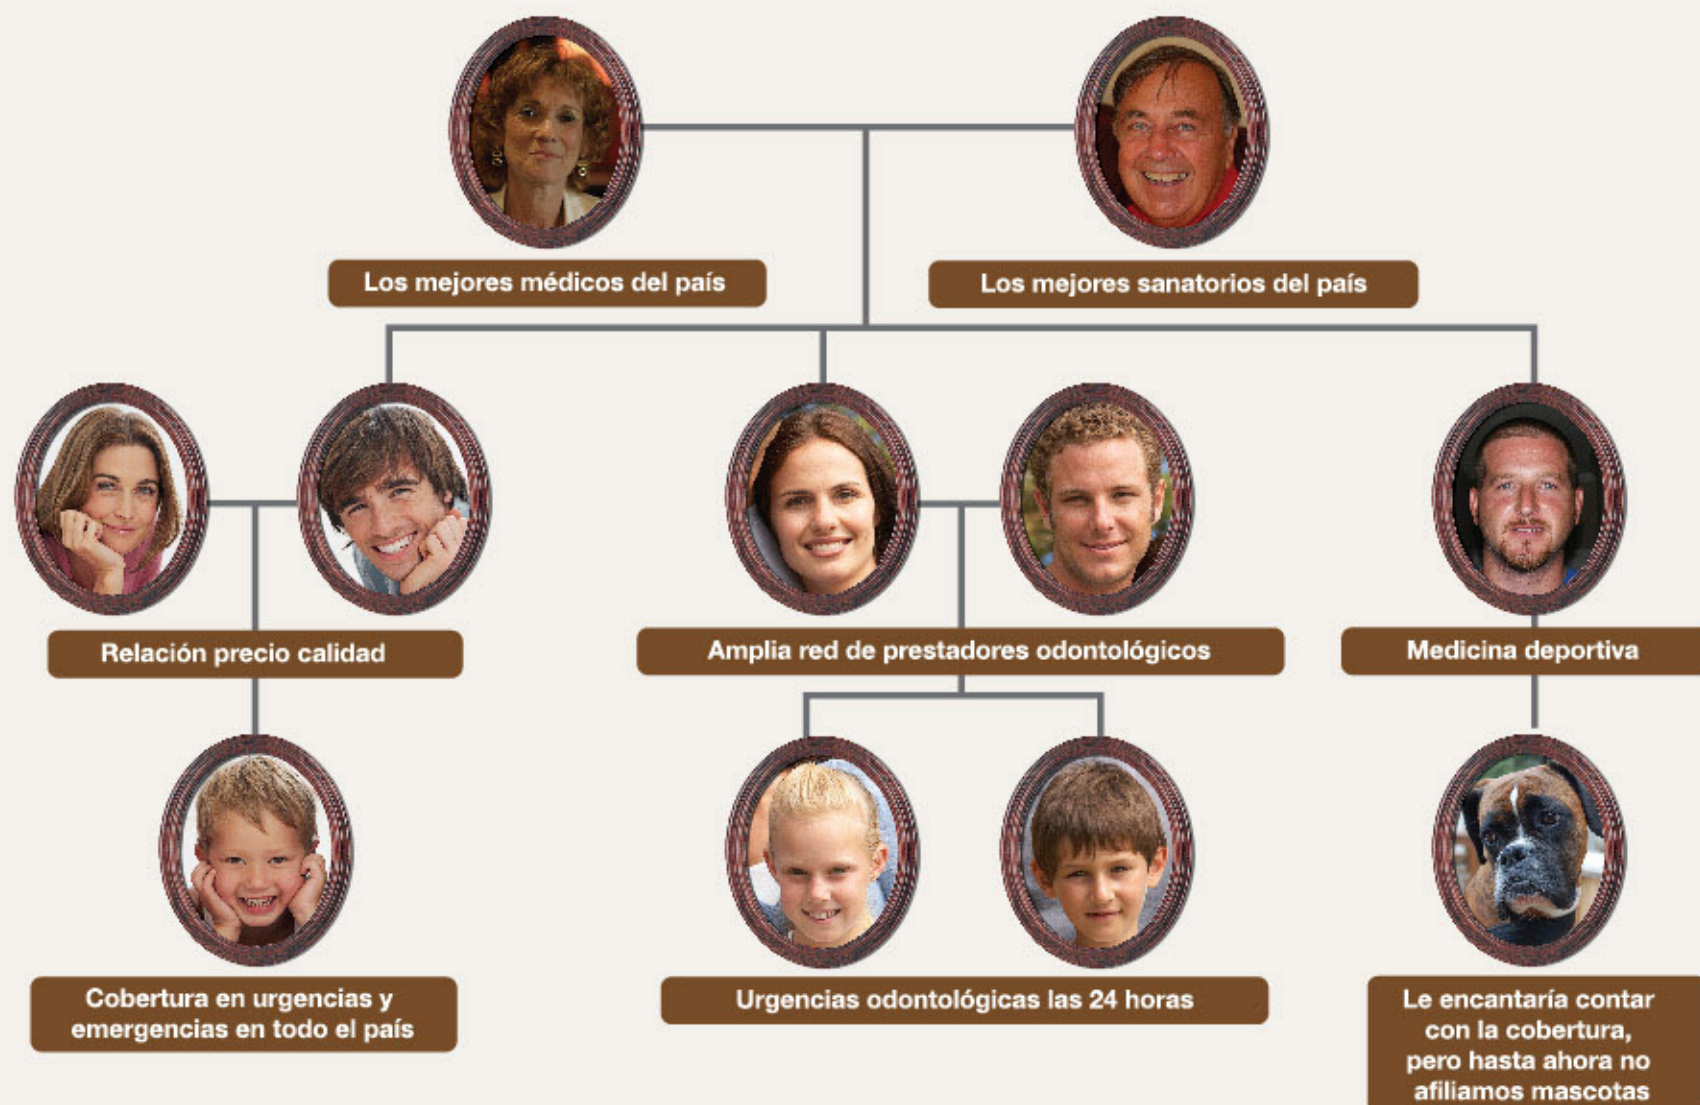 Los mejores médicos del país
Los mejores sanatorios del país
Relación precio calidad
Amplia red de prestadores odontológicos
Medicina deportiva
Cobertura en urgencias y
emergencias en todo el país
Urgencias odontológicas las 24 horas
Le encantaría contar
con la cobertura,
pero hasta ahora no
afiliamos mascotas